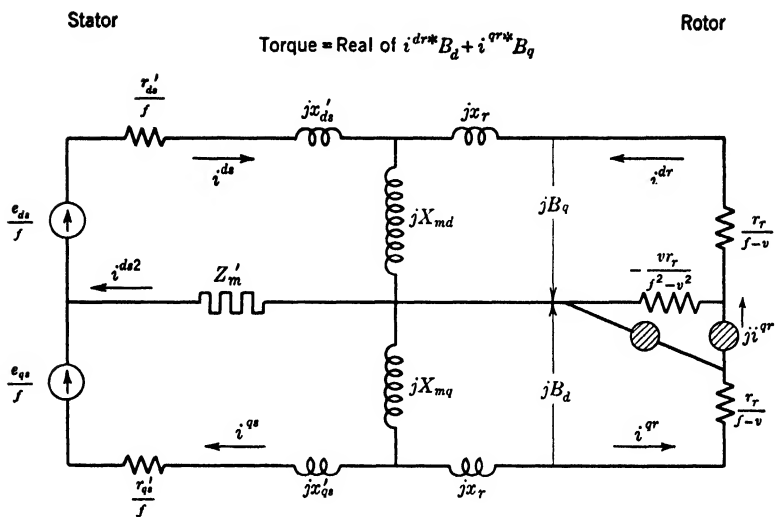 Stator
Rotor
Torque = Real of i^{dr*}B_d + i^{qr*}B_q
r_{ds}'/f
jx_{ds}'
jx_r
i^{ds}
i^{dr}
e_{ds}/f
jX_{md}
jB_q
r_r/f−v
i^{ds2}
Z_m'
−vr_r/f²−v²
ji^{qr}
e_{qs}/f
jX_{mq}
jB_d
r_r/f−v
i^{qs}
i^{qr}
r_{qs}'/f
jx_{qs}'
jx_r